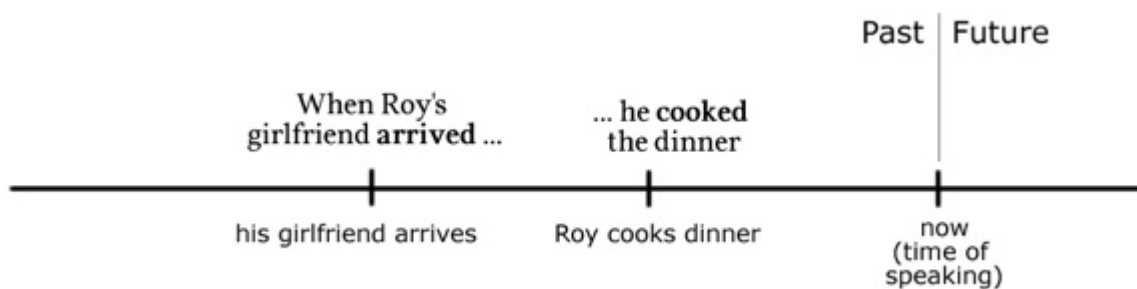 Past Future
When Roy's
girlfriend arrived ...
... he cooked
the dinner
his girlfriend arrives
Roy cooks dinner
now
(time of
speaking)